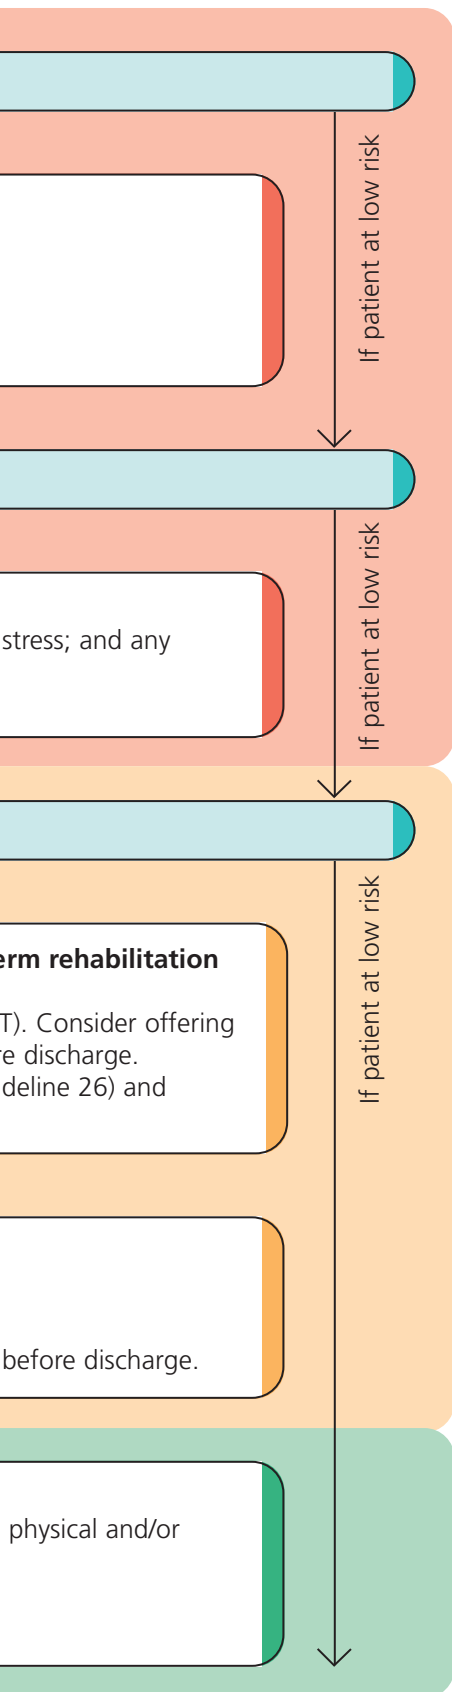 If patient at low risk
If patient at low risk
stress; and any
If patient at low risk
erm rehabilitation
T). Consider offering
re discharge.
deline 26) and
before discharge.
physical and/or